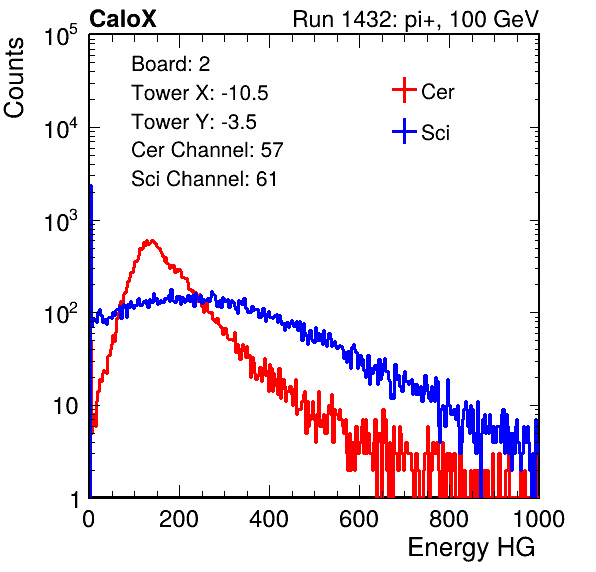 CaloX Run 1432: pi+, 100 GeV
Counts
10^5
10^4
10^3
10^2
10
1
Board: 2
Tower X: -10.5
Tower Y: -3.5
Cer Channel: 57
Sci Channel: 61
Cer
Sci
0 200 400 600 800 1000
Energy HG